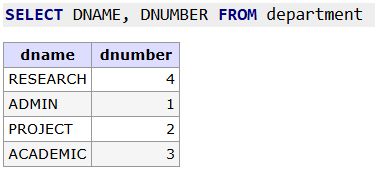 SELECT DNAME, DNUMBER FROM department
dname dnumber
RESEARCH 4
ADMIN 1
PROJECT 2
ACADEMIC 3